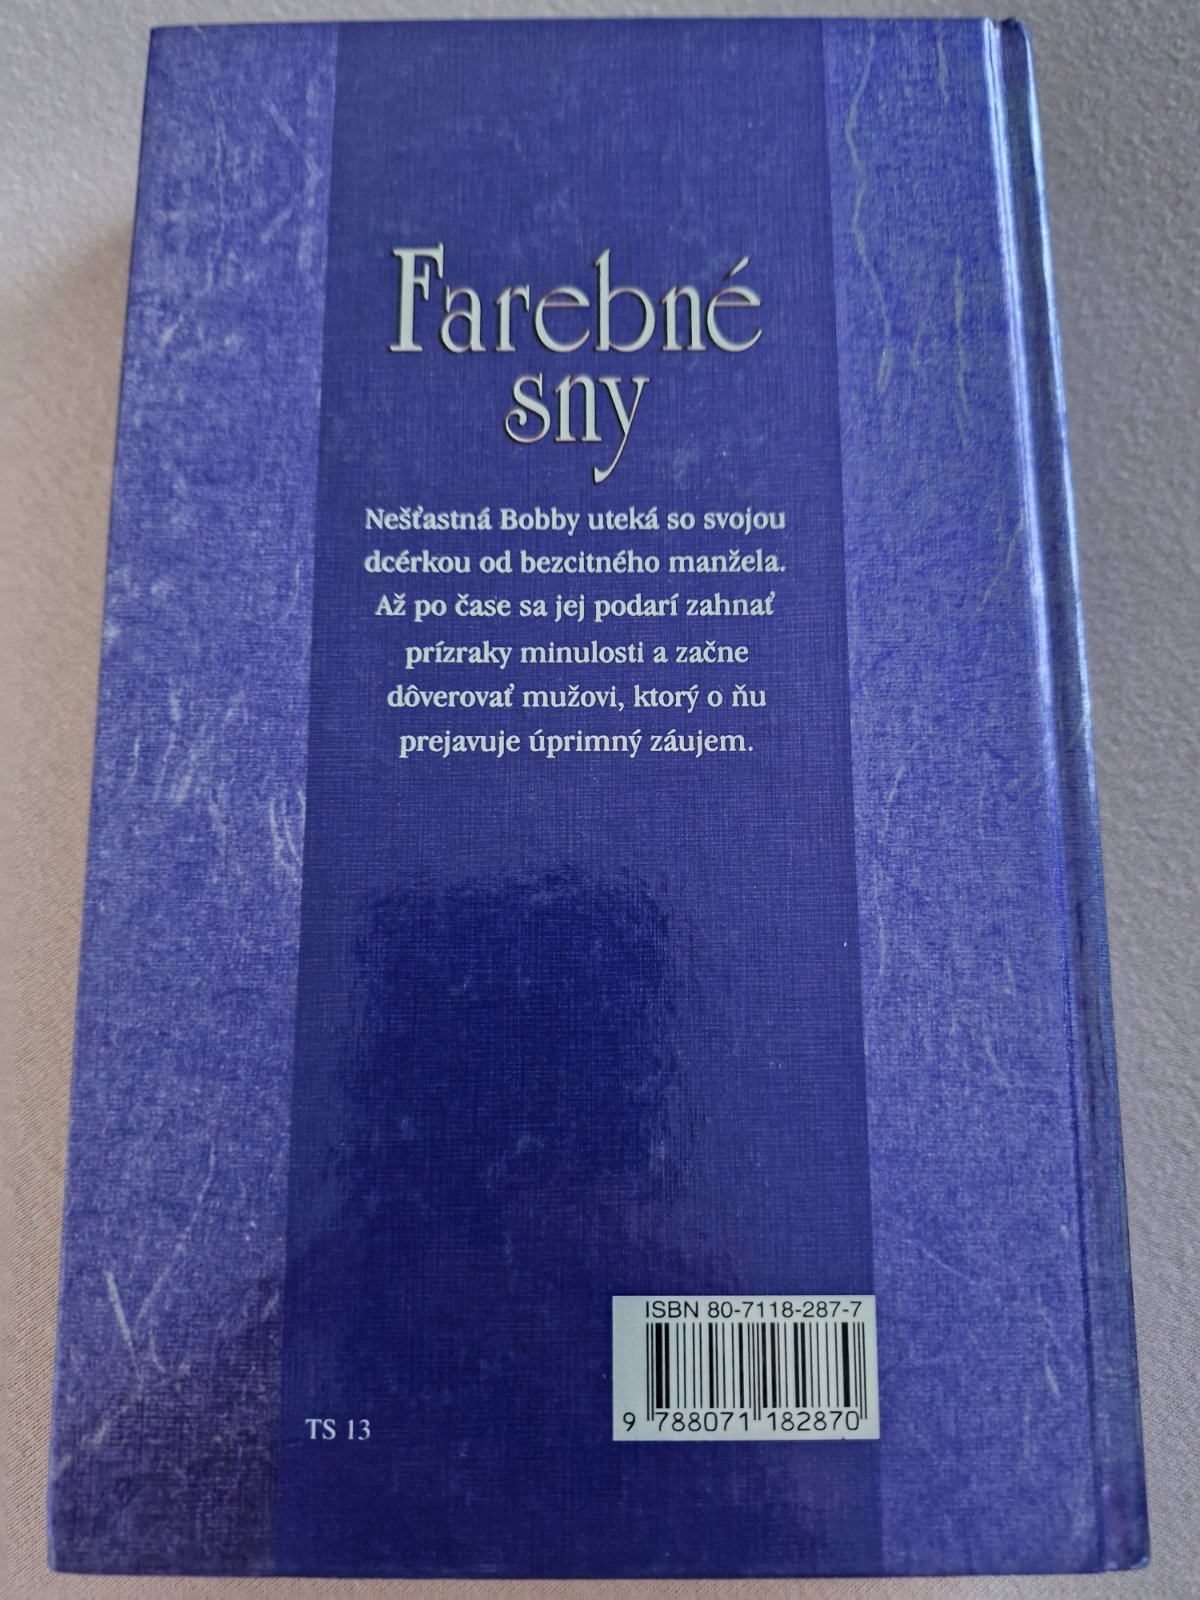 Farebné
sny
Nešťastná Bobby uteká so svojou
dcérkou od bezcitného manžela.
Až po čase sa jej podarí zahnať
prízraky minulosti a začne
dôverovať mužovi, ktorý o ňu
prejavuje úprimný záujem.
ISBN 80-7118-287-7
9 788071 182870
TS 13